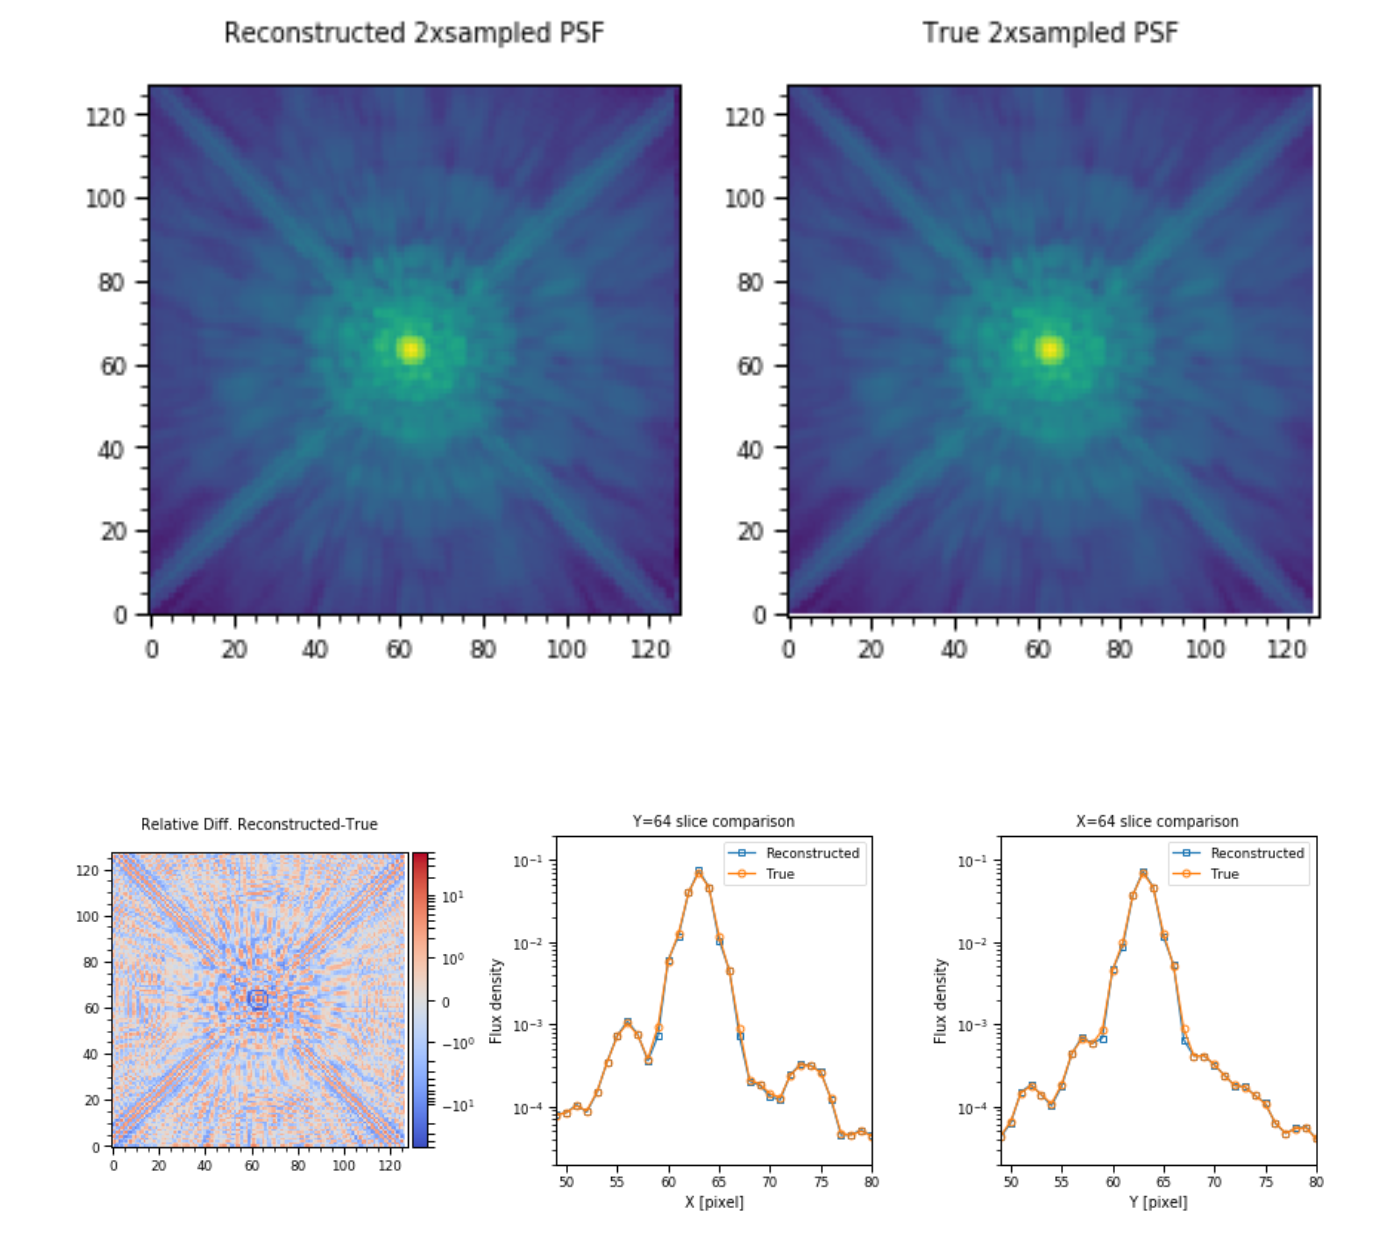 Reconstructed 2xsampled PSF
True 2xsampled PSF
120
100
80
60
40
20
0
0 20 40 60 80 100 120
120
100
80
60
40
20
0
0 20 40 60 80 100 120
Relative Diff. Reconstructed-True
120
100
80
60
40
20
0
0 20 40 60 80 100 120
10¹
10⁰
0
−10⁰
−10¹
Y=64 slice comparison
Reconstructed
True
Flux density
10⁻¹
10⁻²
10⁻³
10⁻⁴
50 55 60 65 70 75 80
X [pixel]
X=64 slice comparison
Reconstructed
True
Flux density
10⁻¹
10⁻²
10⁻³
10⁻⁴
50 55 60 65 70 75 80
Y [pixel]